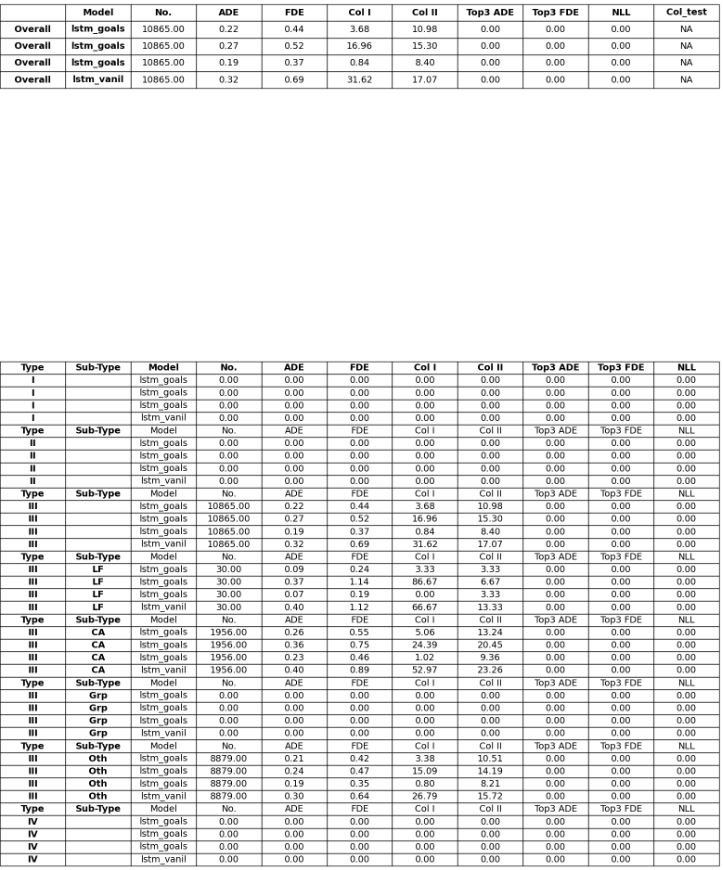 Model No. ADE FDE Col I Col II Top3 ADE Top3 FDE NLL Col_test
Overall lstm_goals 10865.00 0.22 0.44 3.68 10.98 0.00 0.00 0.00 NA
Overall lstm_goals 10865.00 0.27 0.52 16.96 15.30 0.00 0.00 0.00 NA
Overall lstm_goals 10865.00 0.19 0.37 0.84 8.40 0.00 0.00 0.00 NA
Overall lstm_vanil 10865.00 0.32 0.69 31.62 17.07 0.00 0.00 0.00 NA
Type Sub-Type Model No. ADE FDE Col I Col II Top3 ADE Top3 FDE NLL
I lstm_goals 0.00 0.00 0.00 0.00 0.00 0.00 0.00 0.00
I lstm_goals 0.00 0.00 0.00 0.00 0.00 0.00 0.00 0.00
I lstm_goals 0.00 0.00 0.00 0.00 0.00 0.00 0.00 0.00
I lstm_vanil 0.00 0.00 0.00 0.00 0.00 0.00 0.00 0.00
Type Sub-Type Model No. ADE FDE Col I Col II Top3 ADE Top3 FDE NLL
II lstm_goals 0.00 0.00 0.00 0.00 0.00 0.00 0.00 0.00
II lstm_goals 0.00 0.00 0.00 0.00 0.00 0.00 0.00 0.00
II lstm_goals 0.00 0.00 0.00 0.00 0.00 0.00 0.00 0.00
II lstm_vanil 0.00 0.00 0.00 0.00 0.00 0.00 0.00 0.00
Type Sub-Type Model No. ADE FDE Col I Col II Top3 ADE Top3 FDE NLL
III lstm_goals 10865.00 0.22 0.44 3.68 10.98 0.00 0.00 0.00
III lstm_goals 10865.00 0.27 0.52 16.96 15.30 0.00 0.00 0.00
III lstm_goals 10865.00 0.19 0.37 0.84 8.40 0.00 0.00 0.00
III lstm_vanil 10865.00 0.32 0.69 31.62 17.07 0.00 0.00 0.00
Type Sub-Type Model No. ADE FDE Col I Col II Top3 ADE Top3 FDE NLL
III LF lstm_goals 30.00 0.09 0.24 3.33 3.33 0.00 0.00 0.00
III LF lstm_goals 30.00 0.37 1.14 86.67 6.67 0.00 0.00 0.00
III LF lstm_goals 30.00 0.07 0.19 0.00 3.33 0.00 0.00 0.00
III LF lstm_vanil 30.00 0.40 1.12 66.67 13.33 0.00 0.00 0.00
Type Sub-Type Model No. ADE FDE Col I Col II Top3 ADE Top3 FDE NLL
III CA lstm_goals 1956.00 0.26 0.55 5.06 13.24 0.00 0.00 0.00
III CA lstm_goals 1956.00 0.36 0.75 24.39 20.45 0.00 0.00 0.00
III CA lstm_goals 1956.00 0.23 0.46 1.02 9.36 0.00 0.00 0.00
III CA lstm_vanil 1956.00 0.40 0.89 52.97 23.26 0.00 0.00 0.00
Type Sub-Type Model No. ADE FDE Col I Col II Top3 ADE Top3 FDE NLL
III Grp lstm_goals 0.00 0.00 0.00 0.00 0.00 0.00 0.00 0.00
III Grp lstm_goals 0.00 0.00 0.00 0.00 0.00 0.00 0.00 0.00
III Grp lstm_goals 0.00 0.00 0.00 0.00 0.00 0.00 0.00 0.00
III Grp lstm_vanil 0.00 0.00 0.00 0.00 0.00 0.00 0.00 0.00
Type Sub-Type Model No. ADE FDE Col I Col II Top3 ADE Top3 FDE NLL
III Oth lstm_goals 8879.00 0.21 0.42 3.38 10.51 0.00 0.00 0.00
III Oth lstm_goals 8879.00 0.24 0.47 15.09 14.19 0.00 0.00 0.00
III Oth lstm_goals 8879.00 0.19 0.35 0.80 8.21 0.00 0.00 0.00
III Oth lstm_vanil 8879.00 0.30 0.64 26.79 15.72 0.00 0.00 0.00
Type Sub-Type Model No. ADE FDE Col I Col II Top3 ADE Top3 FDE NLL
IV lstm_goals 0.00 0.00 0.00 0.00 0.00 0.00 0.00 0.00
IV lstm_goals 0.00 0.00 0.00 0.00 0.00 0.00 0.00 0.00
IV lstm_goals 0.00 0.00 0.00 0.00 0.00 0.00 0.00 0.00
IV lstm_vanil 0.00 0.00 0.00 0.00 0.00 0.00 0.00 0.00